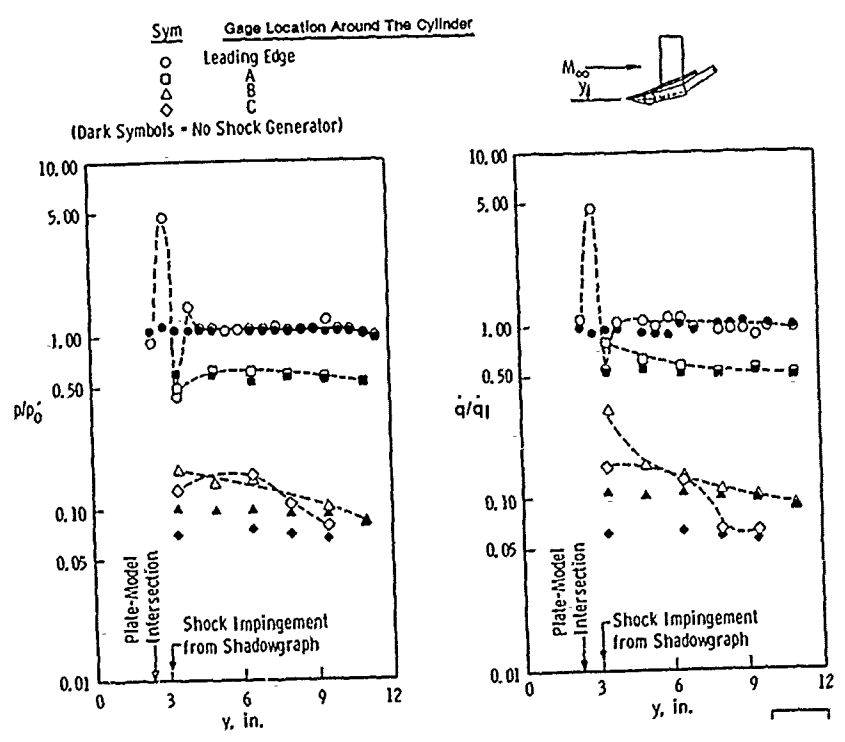 Sym Gage Location Around The Cylinder
Leading Edge
A
B
C
(Dark Symbols - No Shock Generator)
M∞
y
10.00
5.00
1.00
0.50
0.10
0.05
0.01
p/p₀′
Plate-Model
Intersection
Shock Impingement
from Shadowgraph
0 3 6 9 12
y, in.
10.00
5.00
1.00
0.50
0.10
0.05
0.01
q̇/q̇l
Plate-Model
Intersection
Shock Impingement
from Shadowgraph
0 3 6 9 12
y, in.